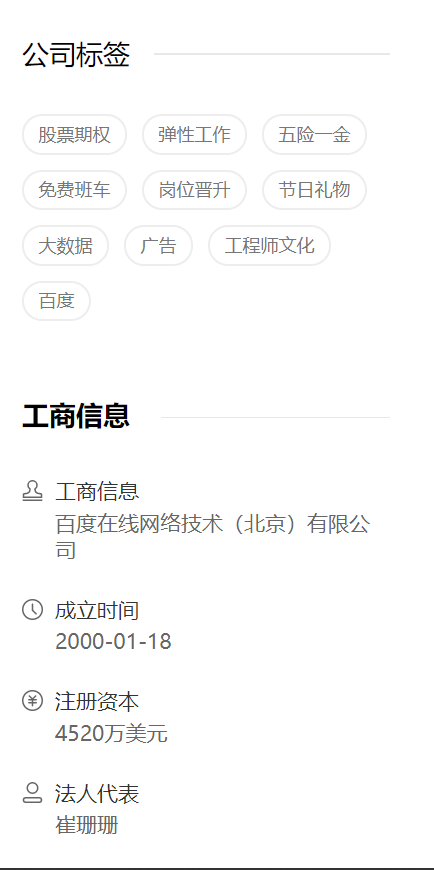 公司标签
股票期权 弹性工作 五险一金
免费班车 岗位晋升 节日礼物
大数据 广告 工程师文化
百度
工商信息
工商信息
百度在线网络技术（北京）有限公
司
成立时间
2000-01-18
注册资本
4520万美元
法人代表
崔珊珊